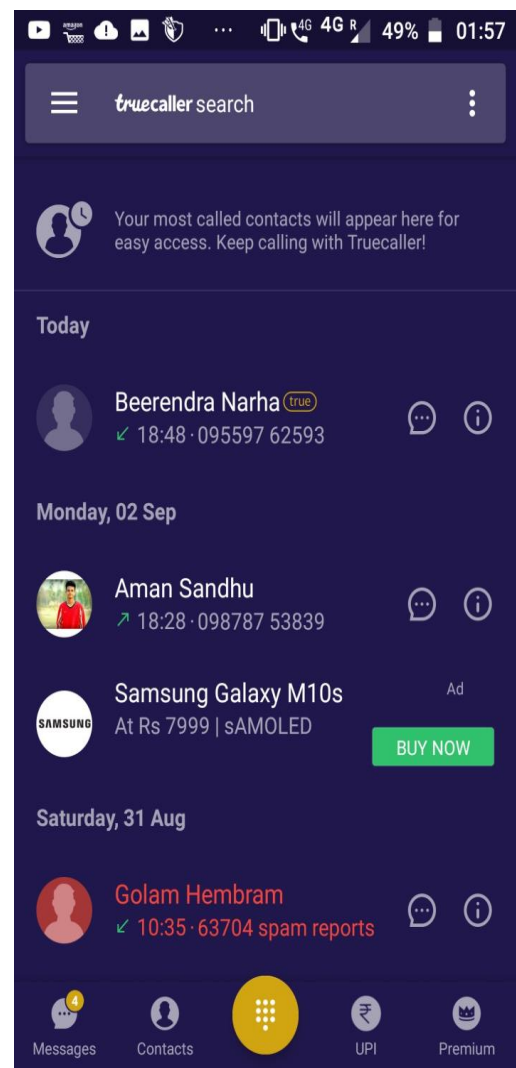 amazon
4G 4G R 49% 01:57
truecaller search
Your most called contacts will appear here for
easy access. Keep calling with Truecaller!
Today
Beerendra Narha true
18:48 · 095597 62593
Monday, 02 Sep
Aman Sandhu
18:28 · 098787 53839
Samsung Galaxy M10s Ad
SAMSUNG At Rs 7999 | sAMOLED
BUY NOW
Saturday, 31 Aug
Golam Hembram
10:35 · 63704 spam reports
4
Messages Contacts UPI Premium